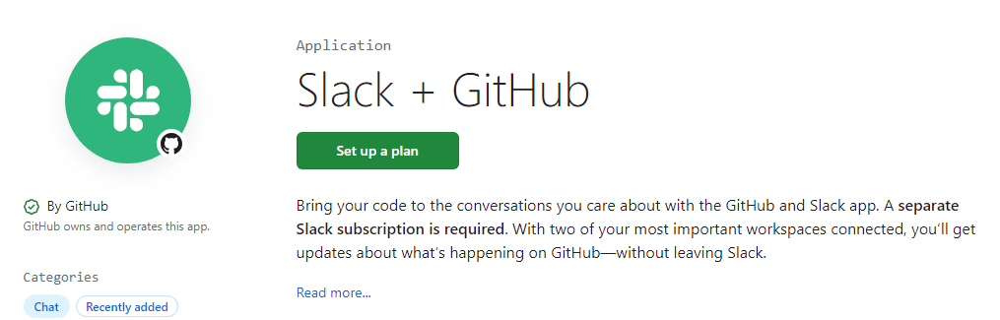 Application
Slack + GitHub
Set up a plan
By GitHub
GitHub owns and operates this app.
Bring your code to the conversations you care about with the GitHub and Slack app. A separate
Slack subscription is required. With two of your most important workspaces connected, you'll get
updates about what's happening on GitHub—without leaving Slack.
Categories
Read more...
Chat
Recently added